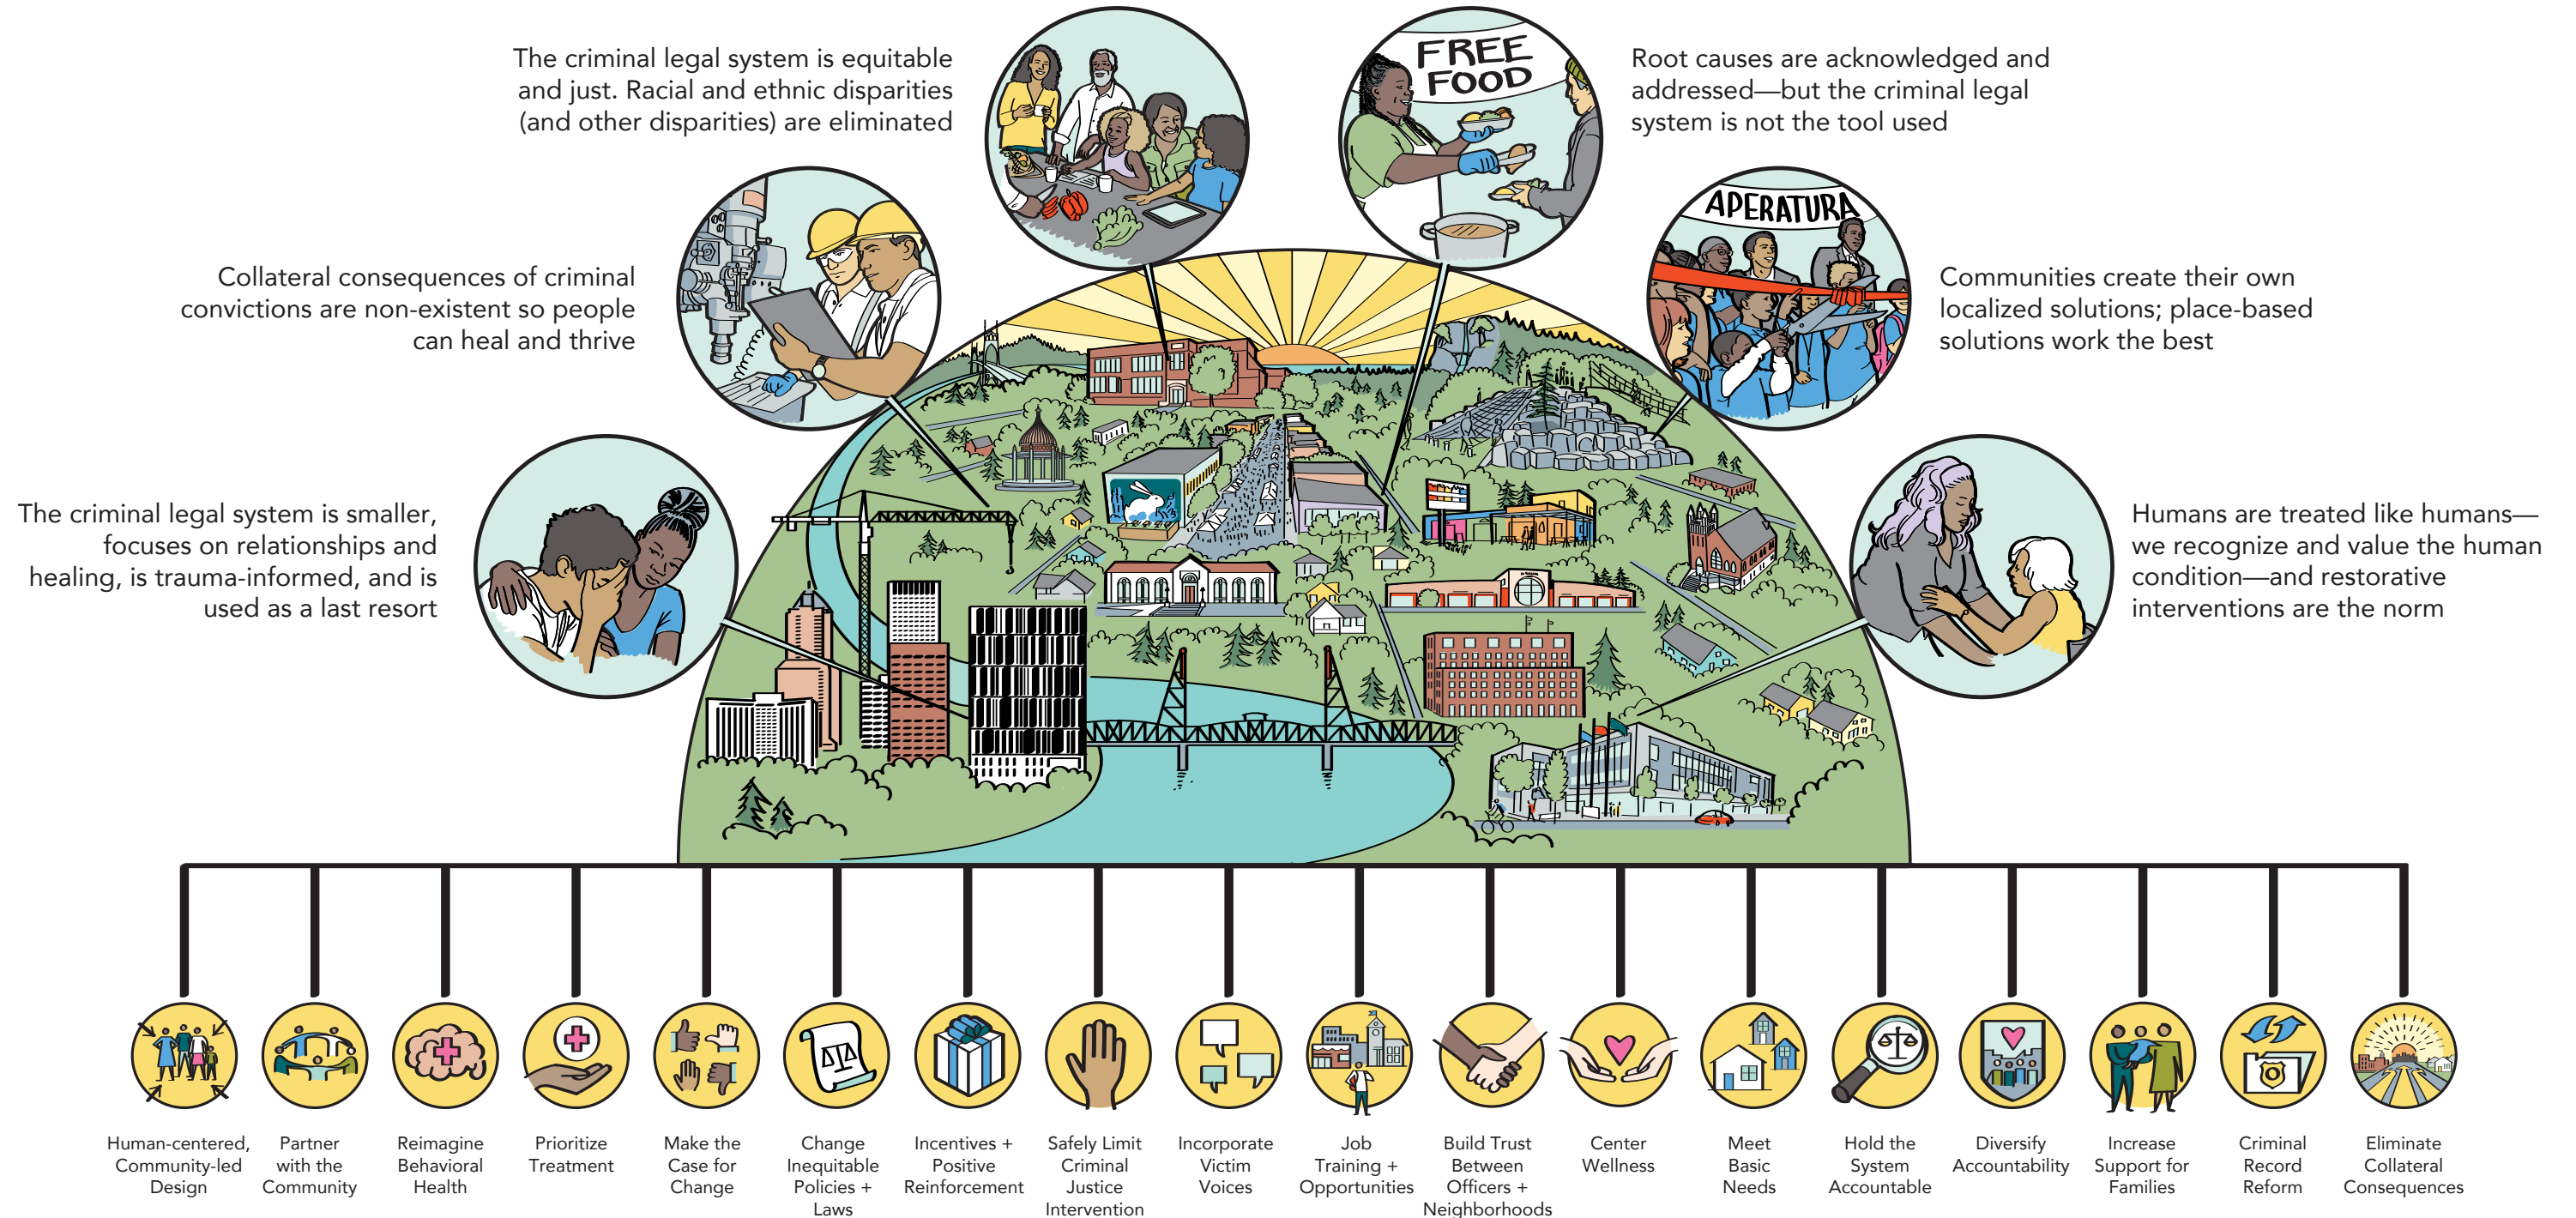 The criminal legal system is equitable
and just. Racial and ethnic disparities
(and other disparities) are eliminated
FREE
FOOD
Root causes are acknowledged and
addressed—but the criminal legal
system is not the tool used
Collateral consequences of criminal
convictions are non-existent so people
can heal and thrive
APERATURA
Communities create their own
localized solutions; place-based
solutions work the best
The criminal legal system is smaller,
focuses on relationships and
healing, is trauma-informed, and is
used as a last resort
Humans are treated like humans—
we recognize and value the human
condition—and restorative
interventions are the norm
Human-centered,
Community-led
Design
Partner
with the
Community
Reimagine
Behavioral
Health
Prioritize
Treatment
Make the
Case for
Change
Change
Inequitable
Policies +
Laws
Incentives +
Positive
Reinforcement
Safely Limit
Criminal
Justice
Intervention
Incorporate
Victim
Voices
Job
Training +
Opportunities
Build Trust
Between
Officers +
Neighborhoods
Center
Wellness
Meet
Basic
Needs
Hold the
System
Accountable
Diversify
Accountability
Increase
Support for
Families
Criminal
Record
Reform
Eliminate
Collateral
Consequences